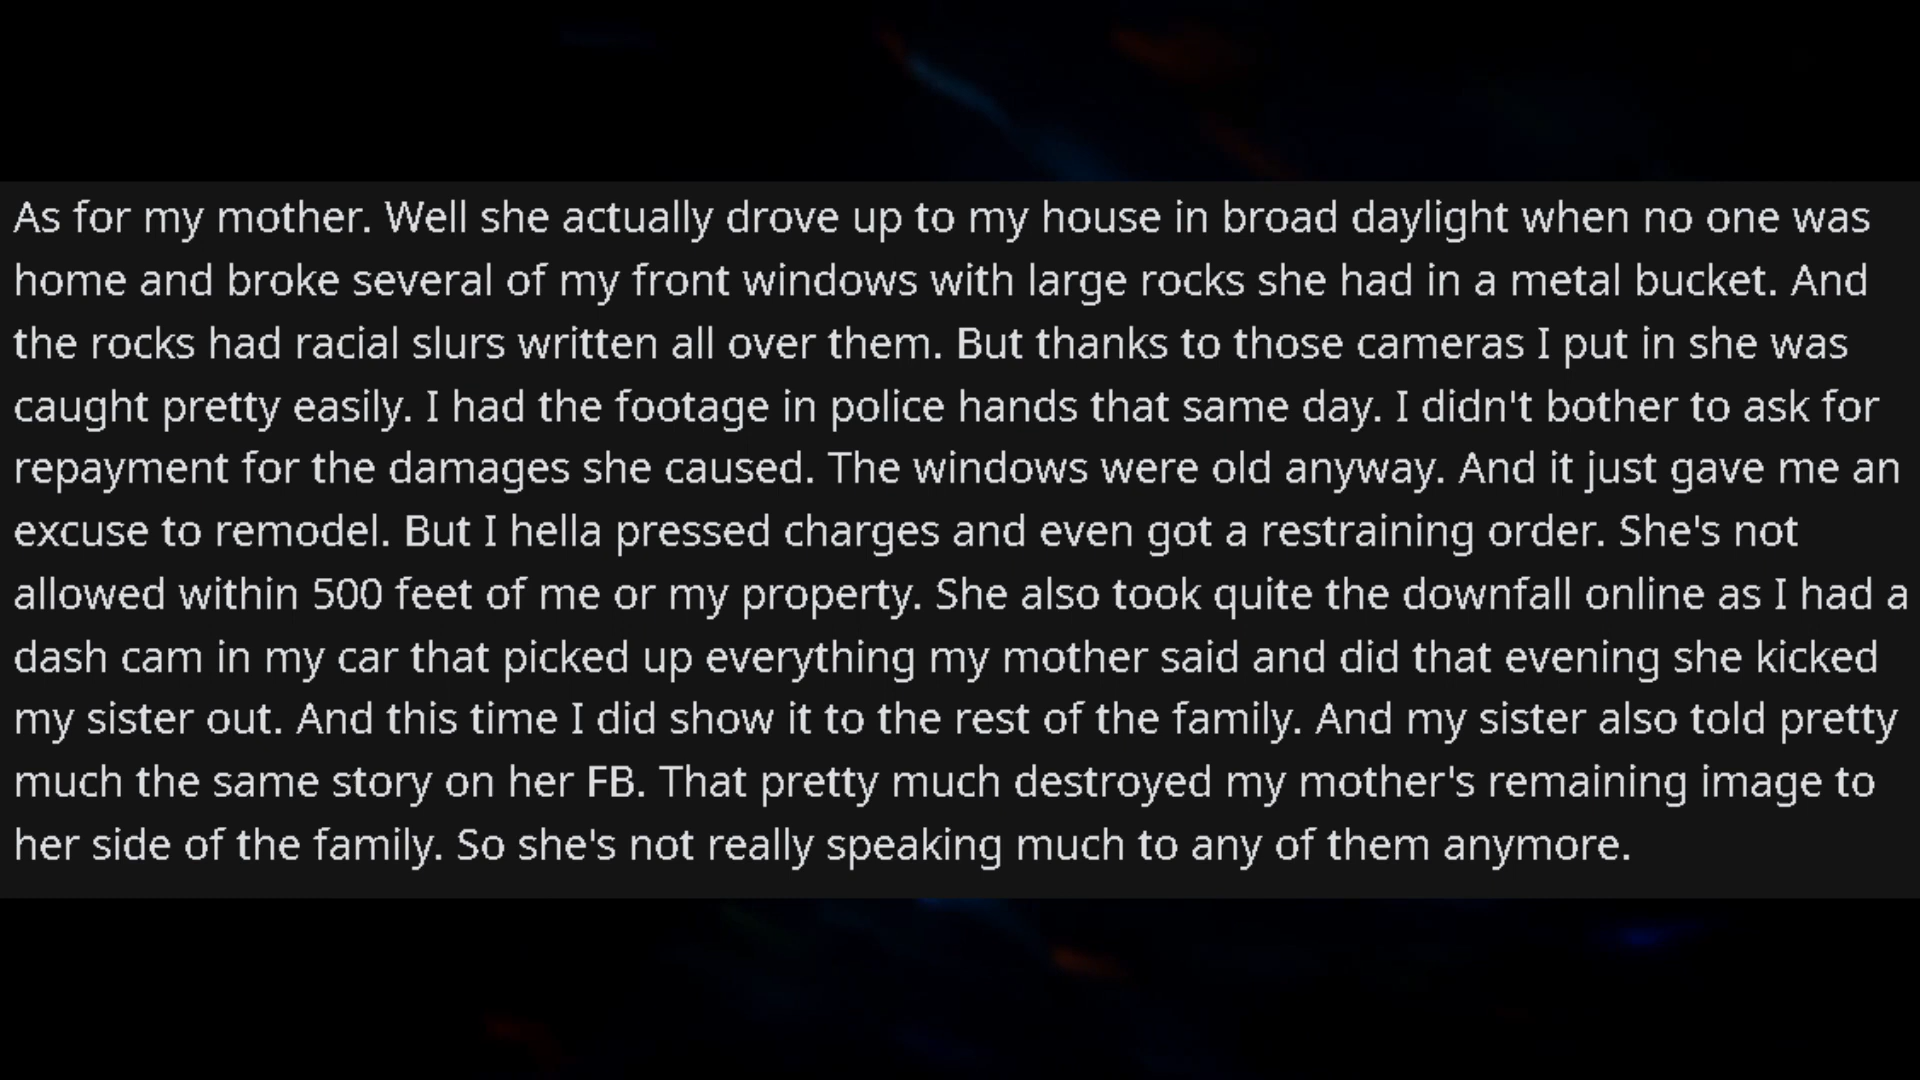 As for my mother. Well she actually drove up to my house in broad daylight when no one was
home and broke several of my front windows with large rocks she had in a metal bucket. And
the rocks had racial slurs written all over them. But thanks to those cameras I put in she was
caught pretty easily. I had the footage in police hands that same day. I didn't bother to ask for
repayment for the damages she caused. The windows were old anyway. And it just gave me an
excuse to remodel. But I hella pressed charges and even got a restraining order. She's not
allowed within 500 feet of me or my property. She also took quite the downfall online as I had a
dash cam in my car that picked up everything my mother said and did that evening she kicked
my sister out. And this time I did show it to the rest of the family. And my sister also told pretty
much the same story on her FB. That pretty much destroyed my mother's remaining image to
her side of the family. So she's not really speaking much to any of them anymore.